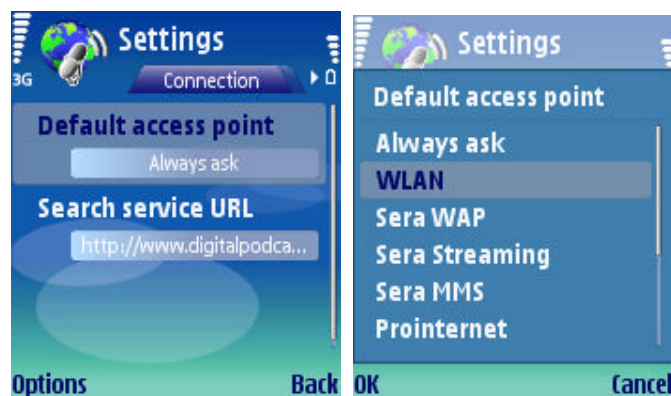 Settings
3G
Connection
Default access point
Always ask
Search service URL
http://www.digitalpodca...
Options Back
Settings
Default access point
Always ask
WLAN
Sera WAP
Sera Streaming
Sera MMS
Prointernet
OK Cancel